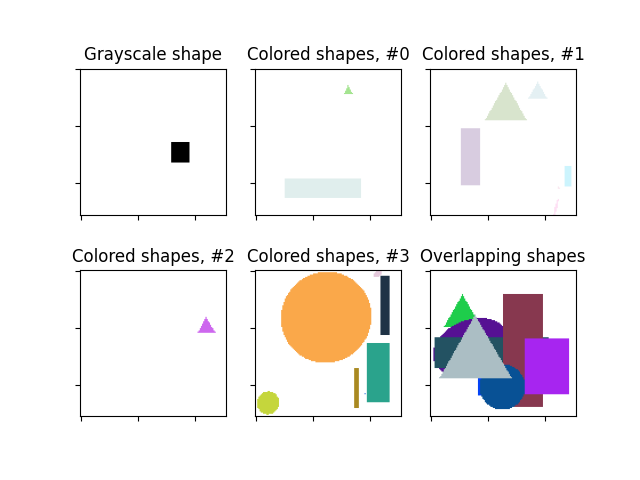 Grayscale shape
Colored shapes, #0
Colored shapes, #1
Colored shapes, #2
Colored shapes, #3
Overlapping shapes